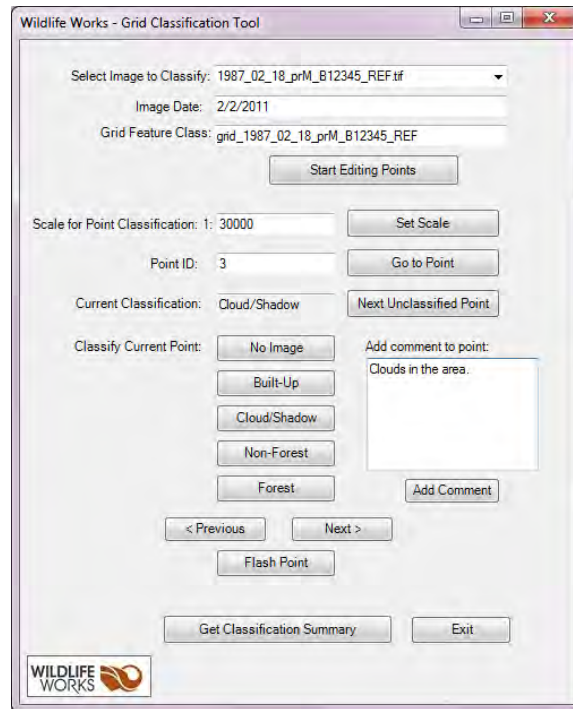 Wildlife Works - Grid Classification Tool
Select Image to Classify: 1987_02_18_prM_B12345_REF.tif
Image Date: 2/2/2011
Grid Feature Class: grid_1987_02_18_prM_B12345_REF
Start Editing Points
Scale for Point Classification: 1: 30000 Set Scale
Point ID: 3 Go to Point
Current Classification: Cloud/Shadow Next Unclassified Point
Classify Current Point: No Image Add comment to point:
Built-Up Clouds in the area.
Cloud/Shadow
Non-Forest
Forest Add Comment
< Previous Next >
Flash Point
Get Classification Summary Exit
WILDLIFE
WORKS